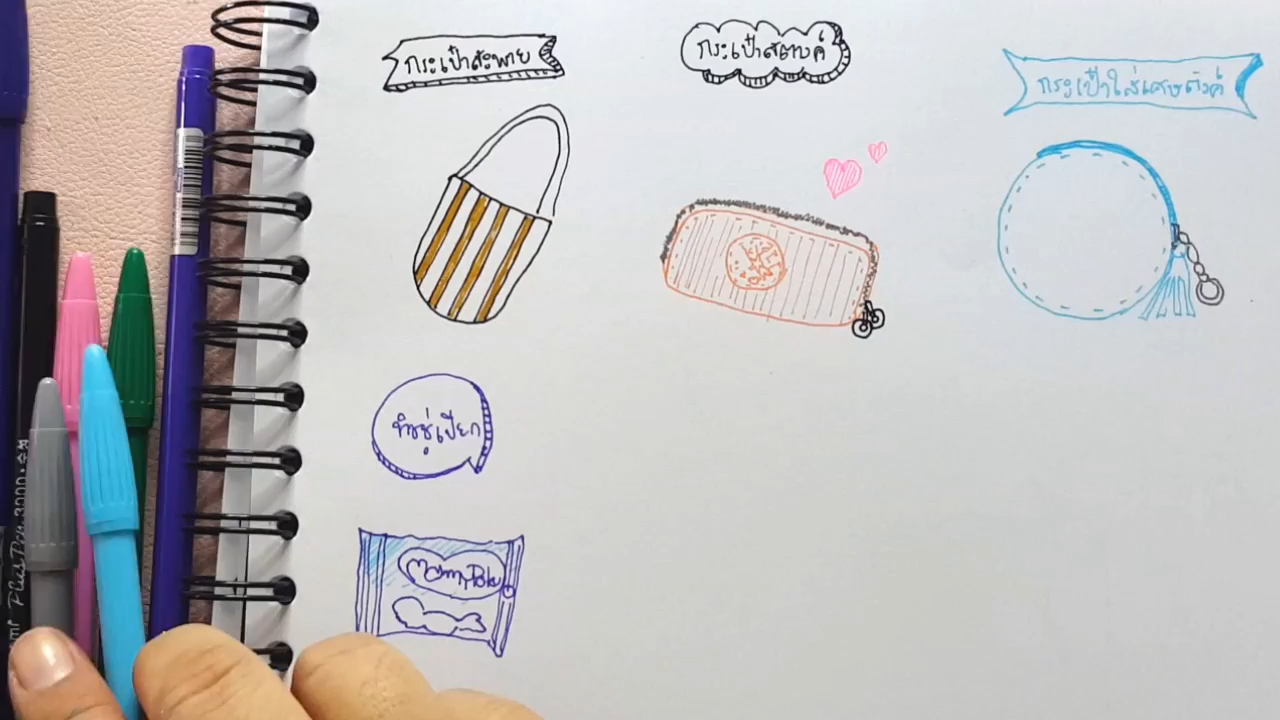 กระเป๋าสะพาย
กระเป๋าสตางค์
กระเป๋าใส่เศษตังค์
ทิชชู่เปียก
MamyPoko
Plus Pen 3000